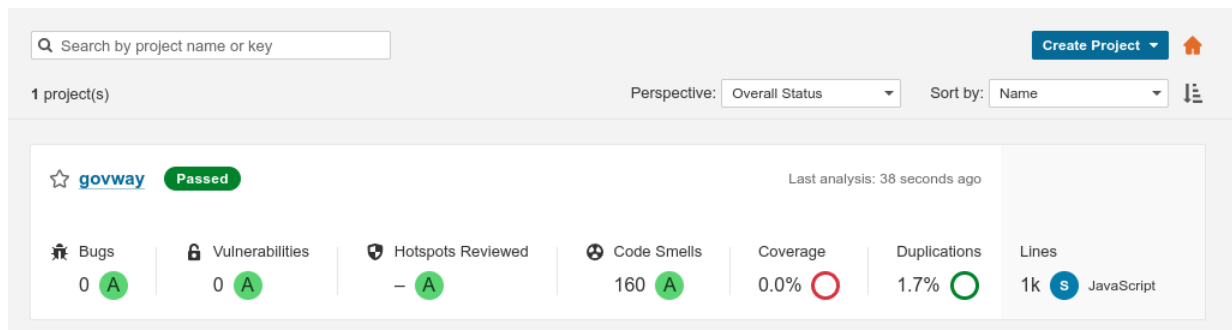 Search by project name or key
Create Project
1 project(s)
Perspective: Overall Status
Sort by: Name
govway Passed
Last analysis: 38 seconds ago
Bugs Vulnerabilities Hotspots Reviewed Code Smells Coverage Duplications Lines
0 A 0 A – A 160 A 0.0% 1.7% 1k S JavaScript